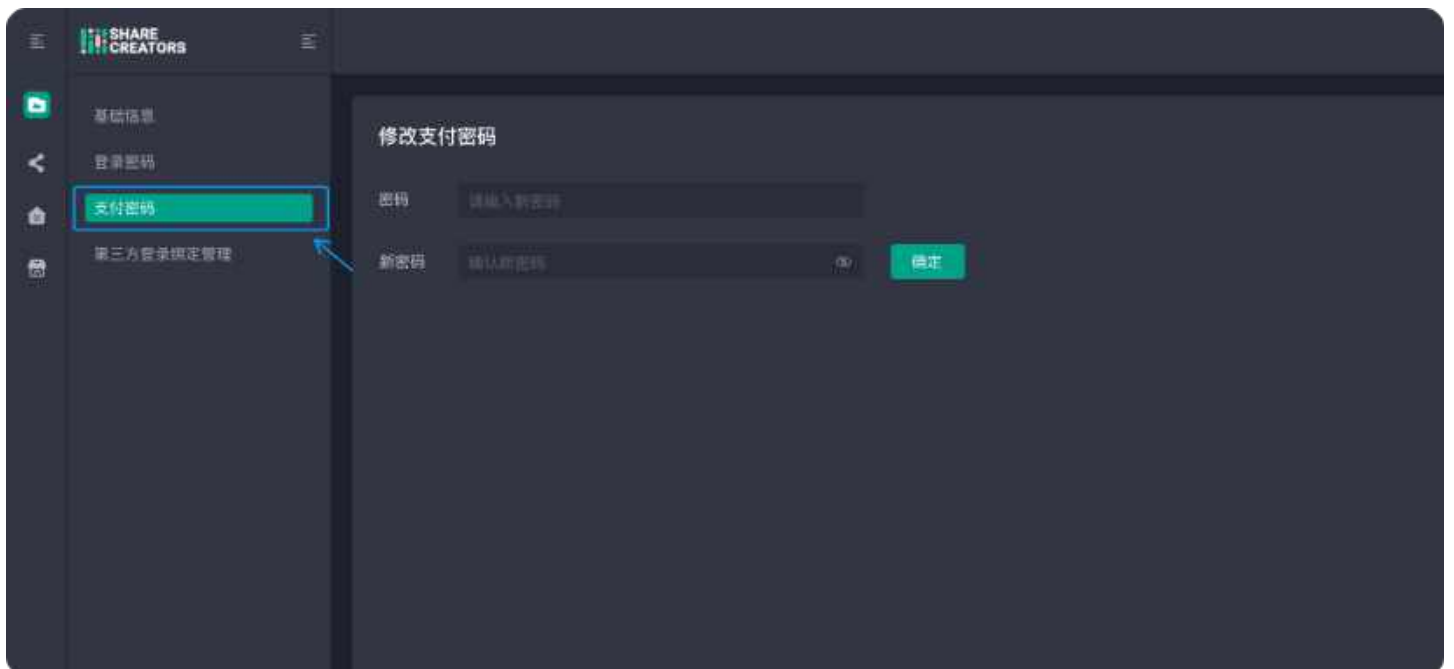 SHARE
CREATORS
基础信息
登录密码
支付密码
第三方登录绑定管理
修改支付密码
密码
请输入新密码
新密码
确认新密码
确定